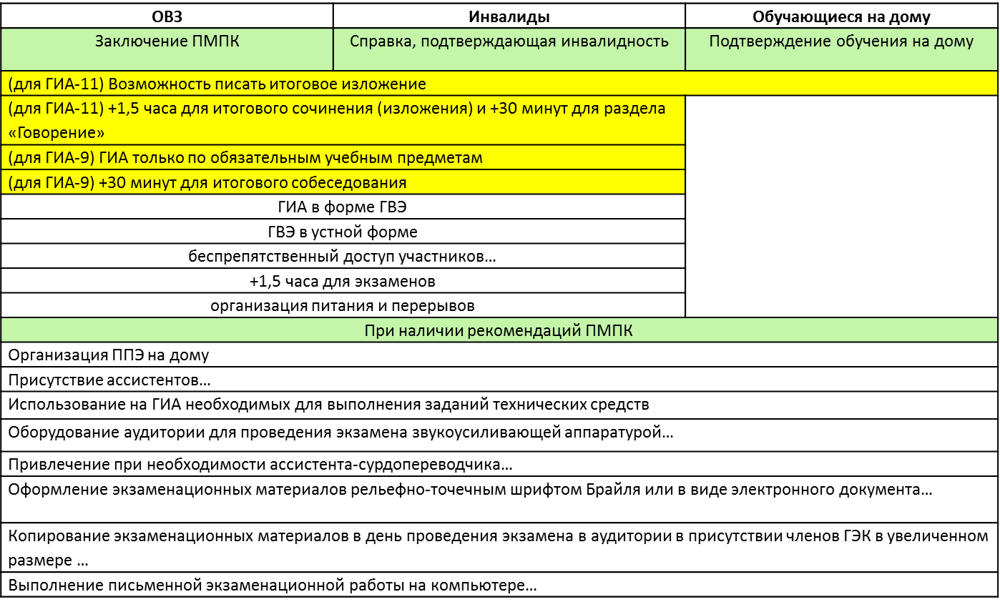 ОВЗ
Инвалиды
Обучающиеся на дому
Заключение ПМПК
Справка, подтверждающая инвалидность
Подтверждение обучения на дому
(для ГИА-11) Возможность писать итоговое изложение
(для ГИА-11) +1,5 часа для итогового сочинения (изложения) и +30 минут для раздела
«Говорение»
(для ГИА-9) ГИА только по обязательным учебным предметам
(для ГИА-9) +30 минут для итогового собеседования
ГИА в форме ГВЭ
ГВЭ в устной форме
беспрепятственный доступ участников…
+1,5 часа для экзаменов
организация питания и перерывов
При наличии рекомендаций ПМПК
Организация ППЭ на дому
Присутствие ассистентов…
Использование на ГИА необходимых для выполнения заданий технических средств
Оборудование аудитории для проведения экзамена звукоусиливающей аппаратурой…
Привлечение при необходимости ассистента-сурдопереводчика…
Оформление экзаменационных материалов рельефно-точечным шрифтом Брайля или в виде электронного документа…
Копирование экзаменационных материалов в день проведения экзамена в аудитории в присутствии членов ГЭК в увеличенном
размере …
Выполнение письменной экзаменационной работы на компьютере…